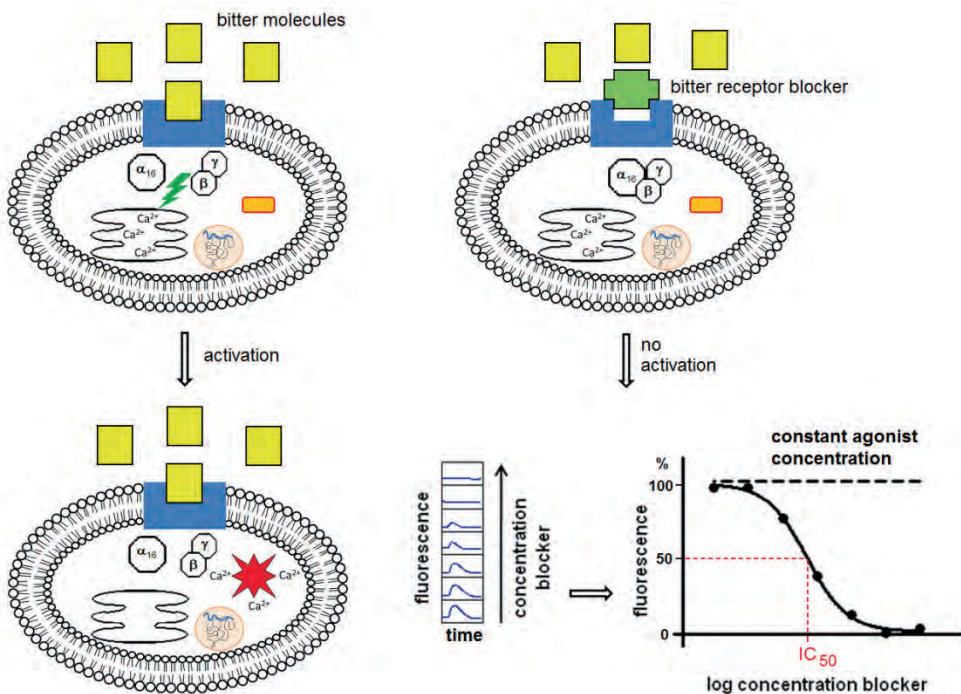 bitter molecules
α16
γ
β
Ca2+
Ca2+
Ca2+
activation
bitter receptor blocker
α16
γ
β
Ca2+
Ca2+
Ca2+
no
activation
α16
γ
β
Ca2+
Ca2+
Ca2+
fluorescence
time
concentration
blocker
constant agonist
concentration
%
100
50
0
fluorescence
IC50
log concentration blocker